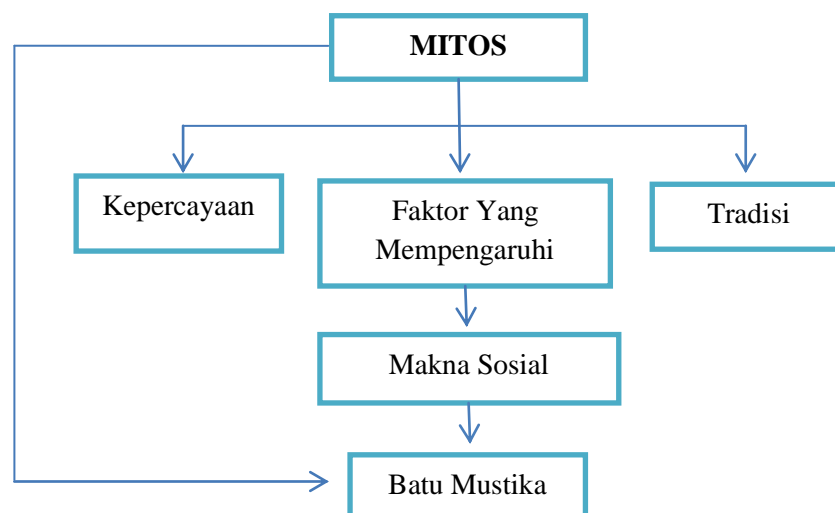 MITOS
Kepercayaan
Faktor Yang
Mempengaruhi
Tradisi
Makna Sosial
Batu Mustika